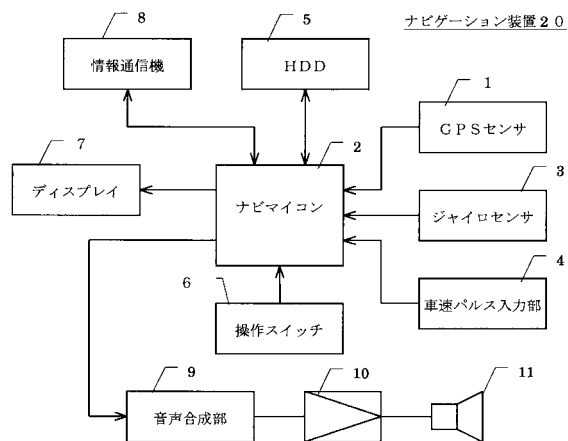 ナビゲーション装置20
8
情報通信機
5
HDD
1
GPSセンサ
7
ディスプレイ
2
ナビマイコン
3
ジャイロセンサ
6
操作スイッチ
4
車速パルス入力部
9
音声合成部
10
11